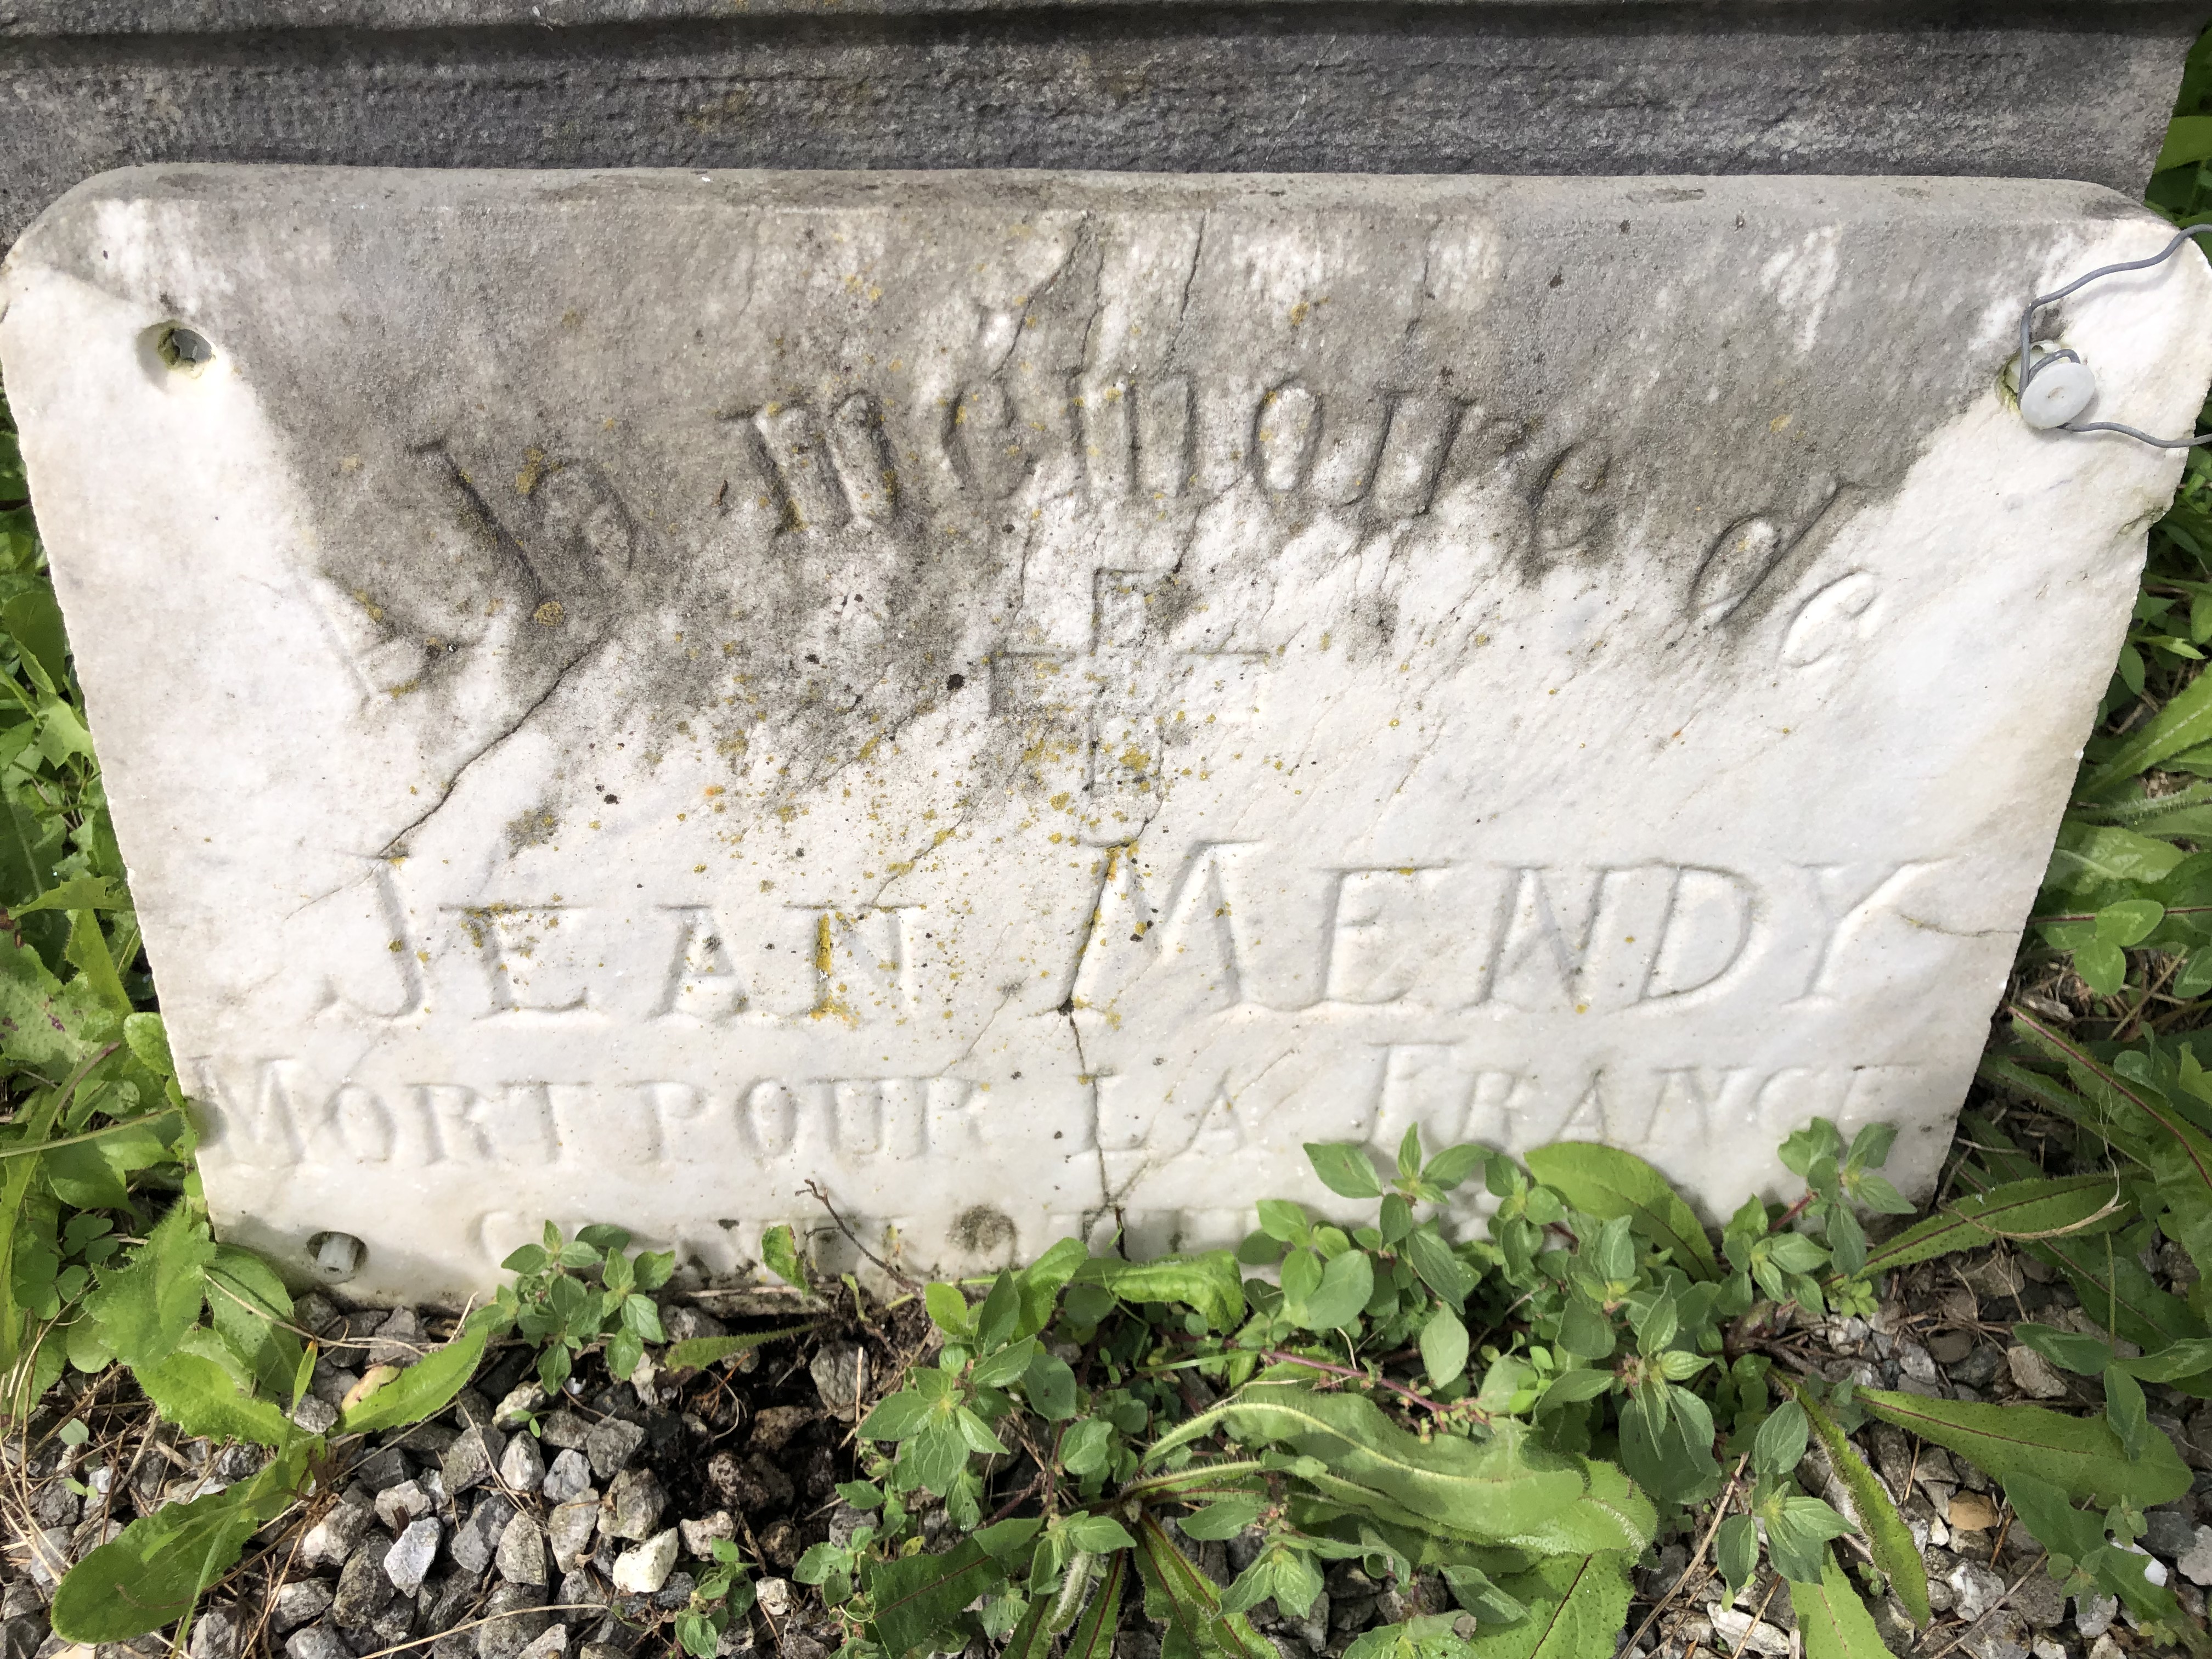 la mémoire de
Jean Mendy
Mort pour la France